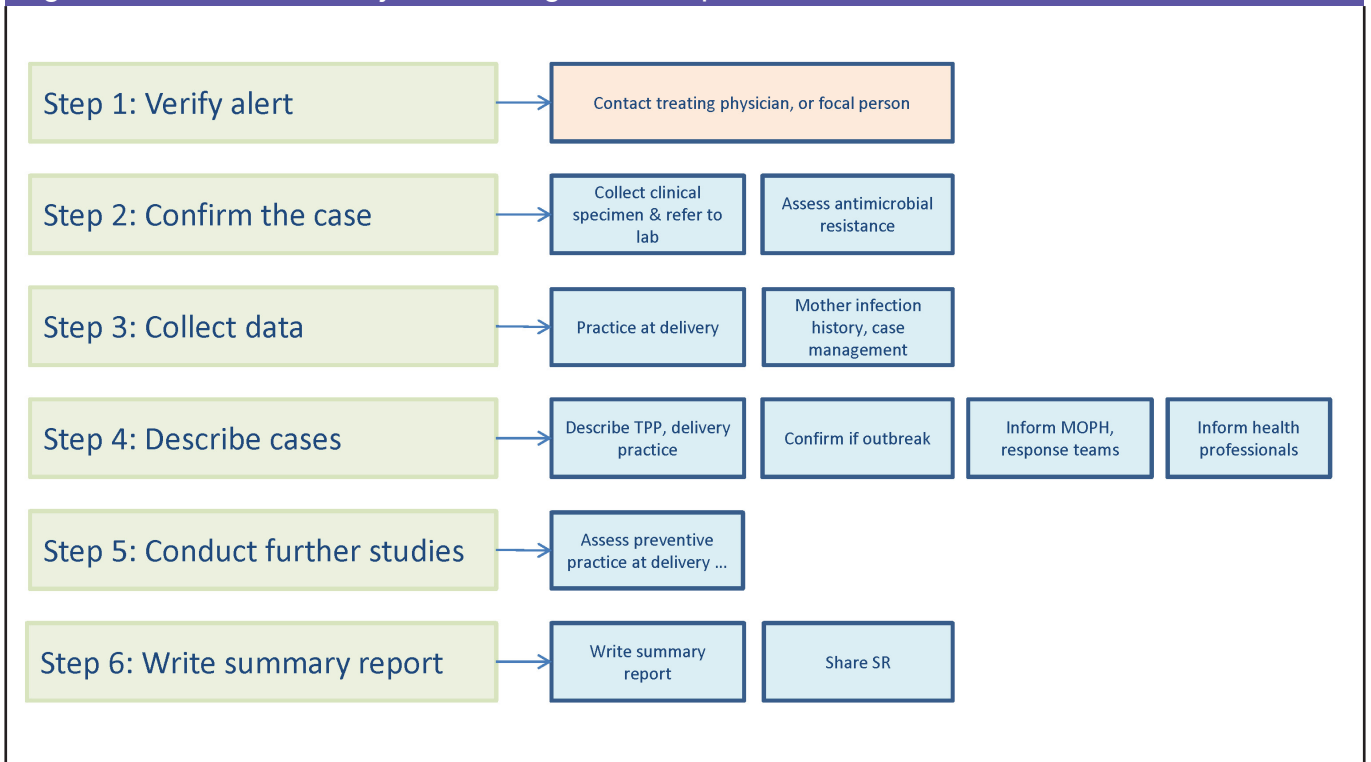 Step 1: Verify alert
Contact treating physician, or focal person
Step 2: Confirm the case
Collect clinical
specimen & refer to
lab
Assess antimicrobial
resistance
Step 3: Collect data
Practice at delivery
Mother infection
history, case
management
Step 4: Describe cases
Describe TPP, delivery
practice
Confirm if outbreak
Inform MOPH,
response teams
Inform health
professionals
Step 5: Conduct further studies
Assess preventive
practice at delivery ...
Step 6: Write summary report
Write summary
report
Share SR